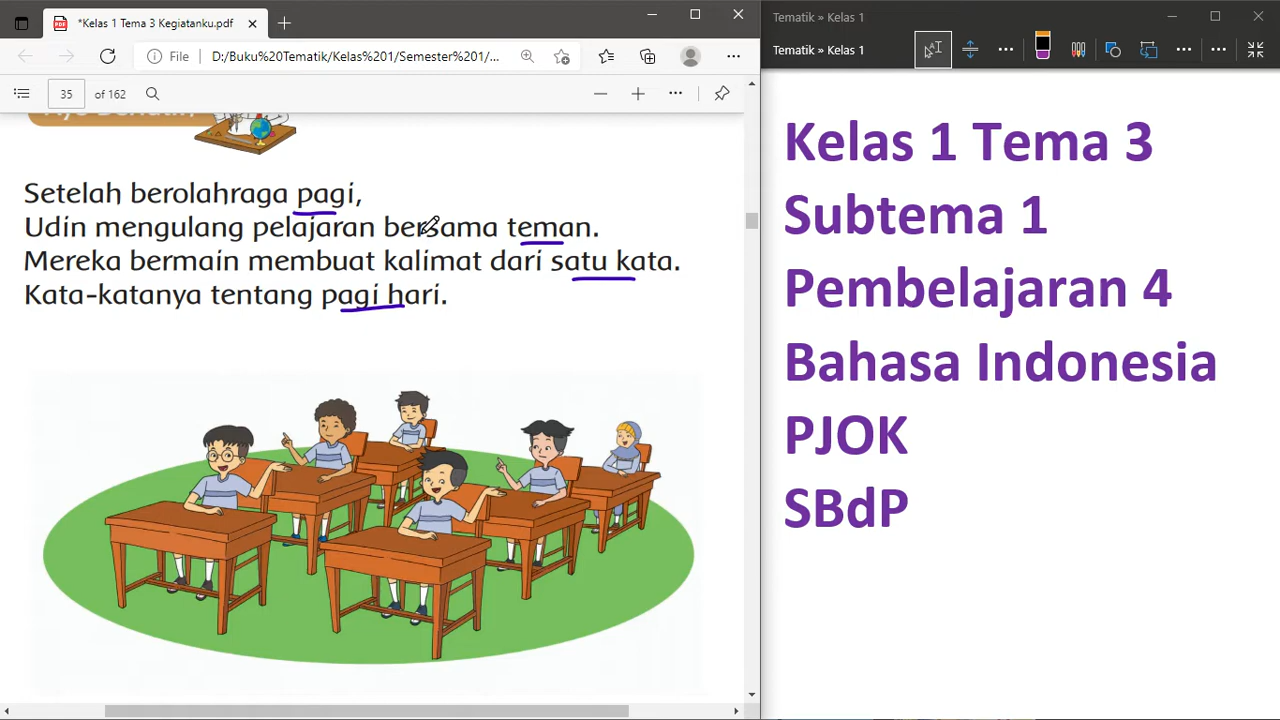 *Kelas 1 Tema 3 Kegiatanku.pdf
File
D:/Buku%20Tematik/Kelas%201/Semester%201/...
35 of 162
Setelah berolahraga pagi,
Udin mengulang pelajaran bersama teman.
Mereka bermain membuat kalimat dari satu kata.
Kata-katanya tentang pagi hari.
Tematik » Kelas 1
Tematik » Kelas 1
Kelas 1 Tema 3
Subtema 1
Pembelajaran 4
Bahasa Indonesia
PJOK
SBdP